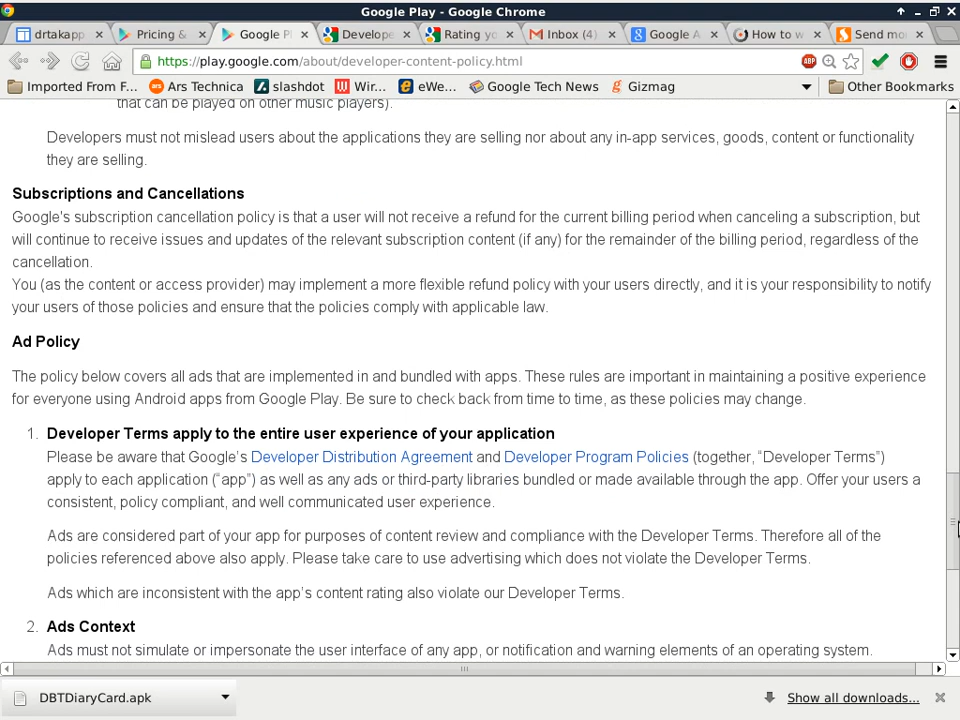 Google Play - Google Chrome
drtakapp
Pricing &
Google P
Develope
Rating yo
Inbox (4)
Google A
How to w
Send mo
https://play.google.com/about/developer-content-policy.html
ABP
Imported From F... Ars Technica slashdot Wir... eWe... Google Tech News Gizmag Other Bookmarks
that can be played on other music players).
Developers must not mislead users about the applications they are selling nor about any in-app services, goods, content or functionality
they are selling.
Subscriptions and Cancellations
Google's subscription cancellation policy is that a user will not receive a refund for the current billing period when canceling a subscription, but
will continue to receive issues and updates of the relevant subscription content (if any) for the remainder of the billing period, regardless of the
cancellation.
You (as the content or access provider) may implement a more flexible refund policy with your users directly, and it is your responsibility to notify
your users of those policies and ensure that the policies comply with applicable law.
Ad Policy
The policy below covers all ads that are implemented in and bundled with apps. These rules are important in maintaining a positive experience
for everyone using Android apps from Google Play. Be sure to check back from time to time, as these policies may change.
1. Developer Terms apply to the entire user experience of your application
Please be aware that Google’s Developer Distribution Agreement and Developer Program Policies (together, “Developer Terms”)
apply to each application (“app”) as well as any ads or third-party libraries bundled or made available through the app. Offer your users a
consistent, policy compliant, and well communicated user experience.
Ads are considered part of your app for purposes of content review and compliance with the Developer Terms. Therefore all of the
policies referenced above also apply. Please take care to use advertising which does not violate the Developer Terms.
Ads which are inconsistent with the app’s content rating also violate our Developer Terms.
2. Ads Context
Ads must not simulate or impersonate the user interface of any app, or notification and warning elements of an operating system.
DBTDiaryCard.apk
Show all downloads...